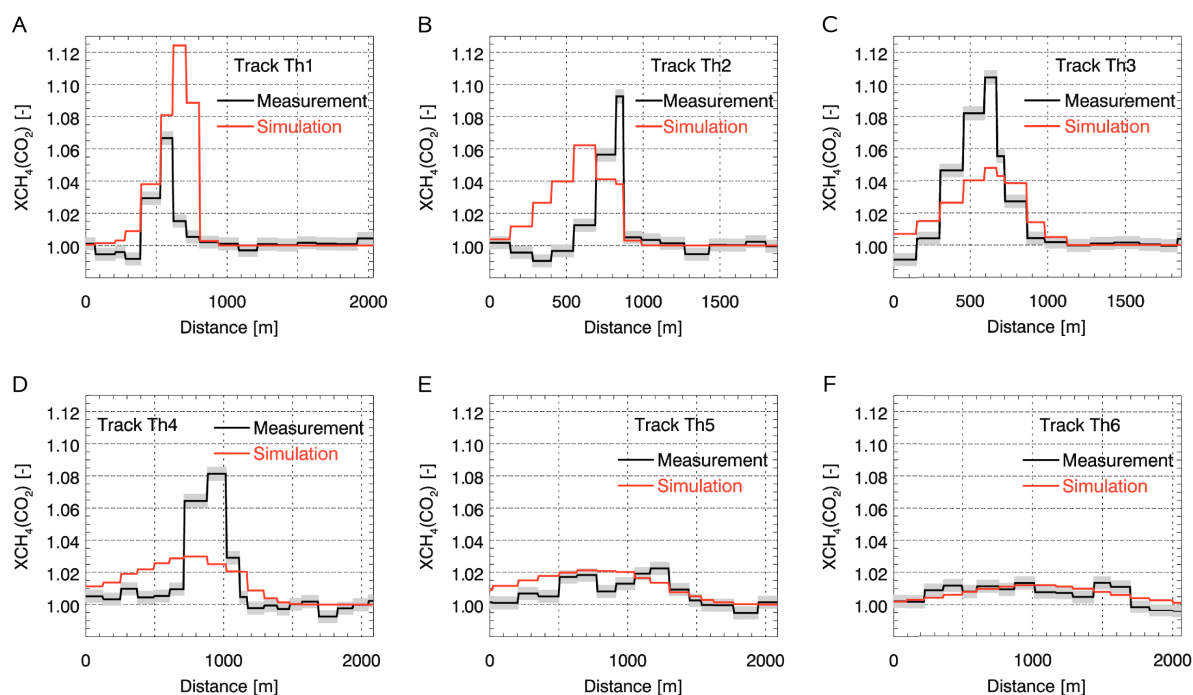 A
XCH₄(CO₂) [-]
1.12
1.10
1.08
1.06
1.04
1.02
1.00
Track Th1
Measurement
Simulation
0
1000
2000
Distance [m]
B
XCH₄(CO₂) [-]
1.12
1.10
1.08
1.06
1.04
1.02
1.00
Track Th2
Measurement
Simulation
0
500
1000
1500
Distance [m]
C
XCH₄(CO₂) [-]
1.12
1.10
1.08
1.06
1.04
1.02
1.00
Track Th3
Measurement
Simulation
0
500
1000
1500
Distance [m]
D
XCH₄(CO₂) [-]
1.12
1.10
1.08
1.06
1.04
1.02
1.00
Track Th4
Measurement
Simulation
0
1000
2000
Distance [m]
E
XCH₄(CO₂) [-]
1.12
1.10
1.08
1.06
1.04
1.02
1.00
Track Th5
Measurement
Simulation
0
1000
2000
Distance [m]
F
XCH₄(CO₂) [-]
1.12
1.10
1.08
1.06
1.04
1.02
1.00
Track Th6
Measurement
Simulation
0
1000
2000
Distance [m]